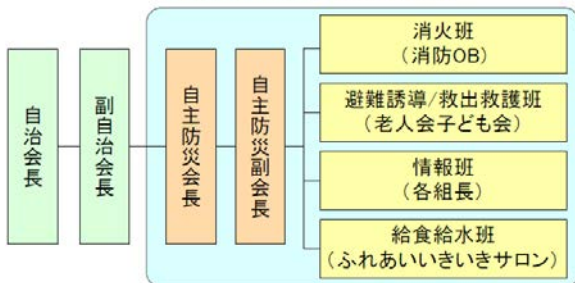 自治会長
副自治会長
自主防災会長
自主防災副会長
消火班
(消防OB)
避難誘導/救出救護班
(老人会子ども会)
情報班
(各組長)
給食給水班
(ふれあいいきいきサロン)